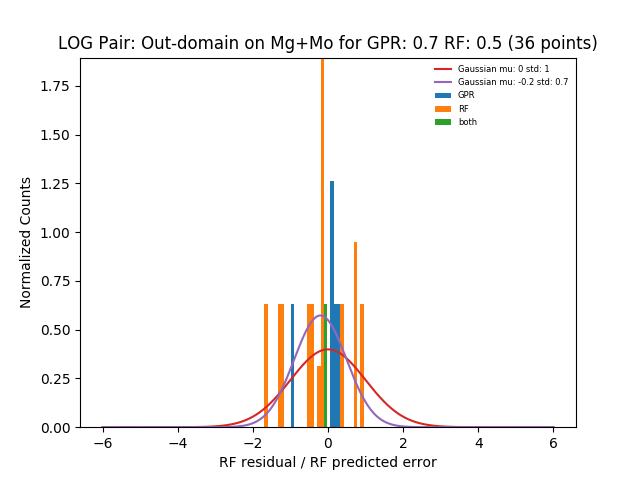 LOG Pair: Out-domain on Mg+Mo for GPR: 0.7 RF: 0.5 (36 points)
Gaussian mu: 0 std: 1
Gaussian mu: -0.2 std: 0.7
GPR
RF
both
1.75
1.50
1.25
1.00
0.75
0.50
0.25
0.00
Normalized Counts
−6
−4
−2
0
2
4
6
RF residual / RF predicted error